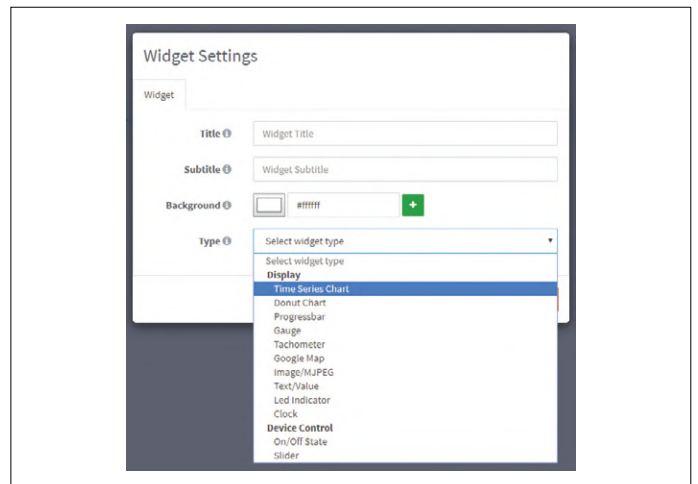 Widget Settings
Widget
Title
Widget Title
Subtitle
Widget Subtitle
Background
#ffffff
+
Type
Select widget type
Select widget type
Display
Time Series Chart
Donut Chart
Progressbar
Gauge
Tachometer
Google Map
Image/MJPEG
Text/Value
Led Indicator
Clock
Device Control
On/Off State
Slider